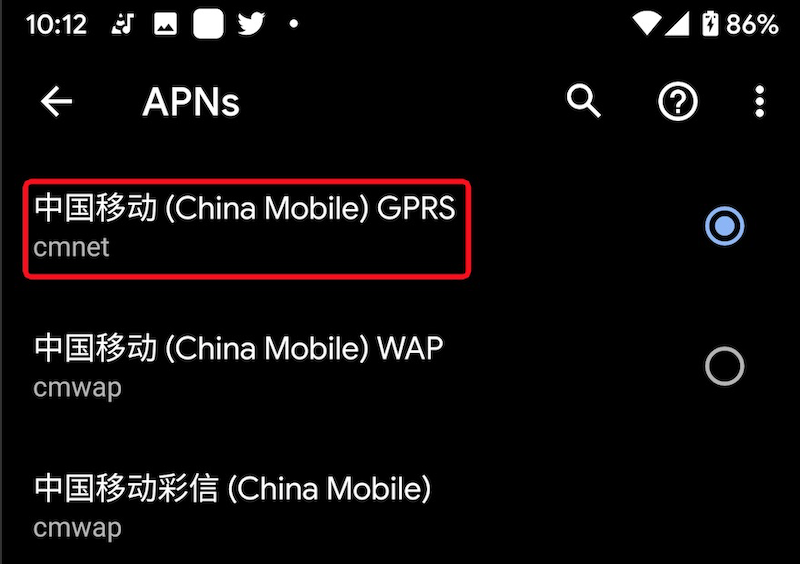 10:12
86%
APNs
中国移动 (China Mobile) GPRS
cmnet
中国移动 (China Mobile) WAP
cmwap
中国移动彩信 (China Mobile)
cmwap